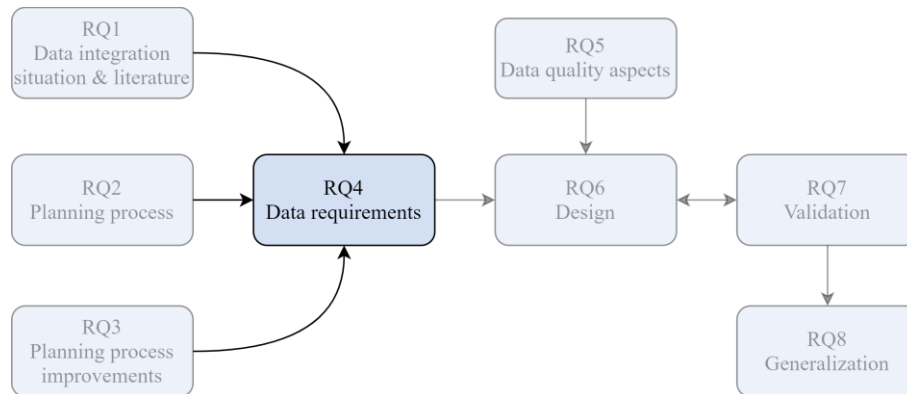 RQ1
Data integration
situation & literature
RQ2
Planning process
RQ3
Planning process
improvements
RQ4
Data requirements
RQ5
Data quality aspects
RQ6
Design
RQ7
Validation
RQ8
Generalization